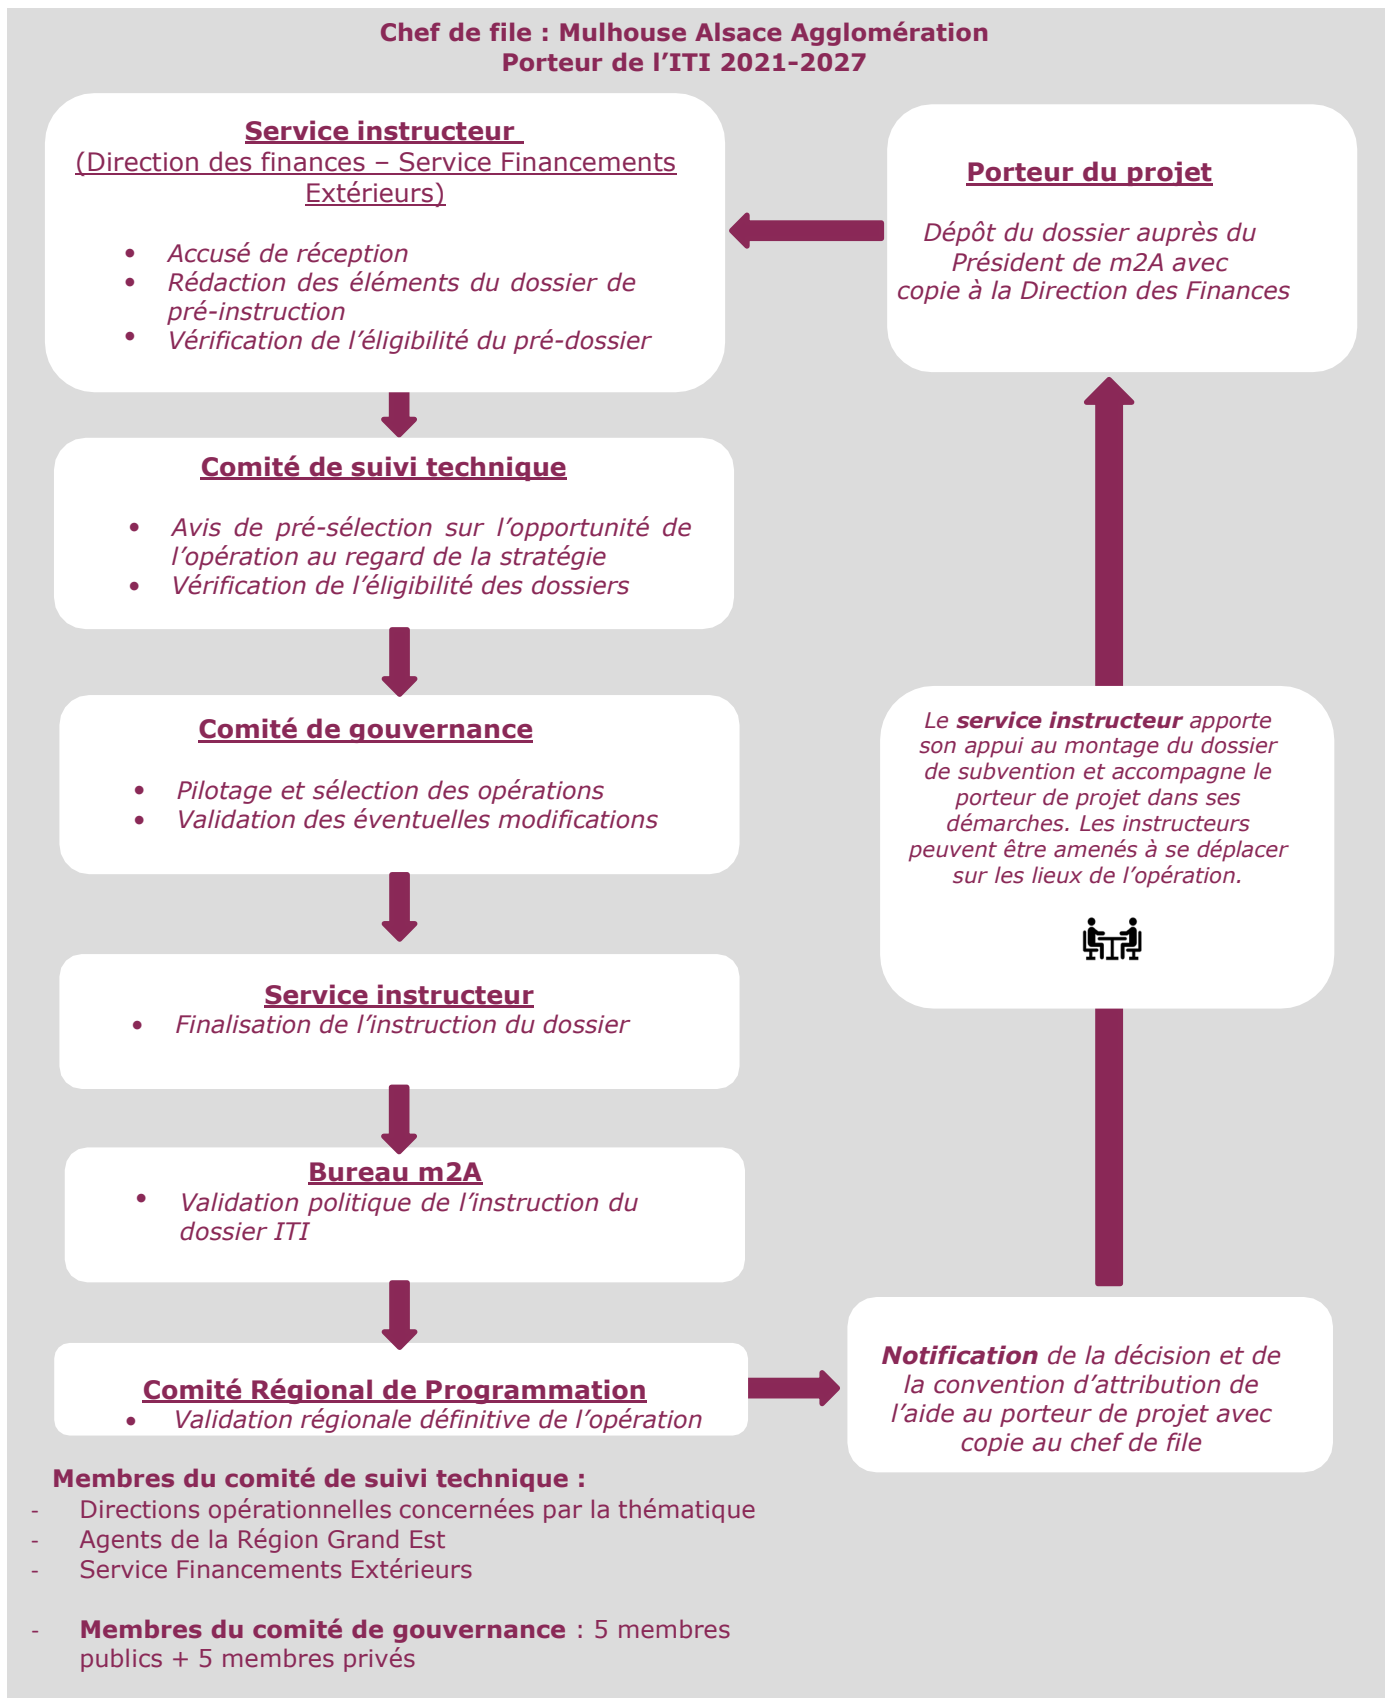 Chef de file : Mulhouse Alsace Agglomération
Porteur de l’ITI 2021-2027
Service instructeur
(Direction des finances – Service Financements
Extérieurs)
• Accusé de réception
• Rédaction des éléments du dossier de
pré-instruction
• Vérification de l’éligibilité du pré-dossier
Porteur du projet
Dépôt du dossier auprès du
Président de m2A avec
copie à la Direction des Finances
Comité de suivi technique
• Avis de pré-sélection sur l’opportunité de
l’opération au regard de la stratégie
• Vérification de l’éligibilité des dossiers
Comité de gouvernance
• Pilotage et sélection des opérations
• Validation des éventuelles modifications
Le service instructeur apporte
son appui au montage du dossier
de subvention et accompagne le
porteur de projet dans ses
démarches. Les instructeurs
peuvent être amenés à se déplacer
sur les lieux de l’opération.
Service instructeur
• Finalisation de l’instruction du dossier
Bureau m2A
• Validation politique de l’instruction du
dossier ITI
Comité Régional de Programmation
• Validation régionale définitive de l’opération
Notification de la décision et de
la convention d’attribution de
l’aide au porteur de projet avec
copie au chef de file
Membres du comité de suivi technique :
- Directions opérationnelles concernées par la thématique
- Agents de la Région Grand Est
- Service Financements Extérieurs
- Membres du comité de gouvernance : 5 membres
publics + 5 membres privés